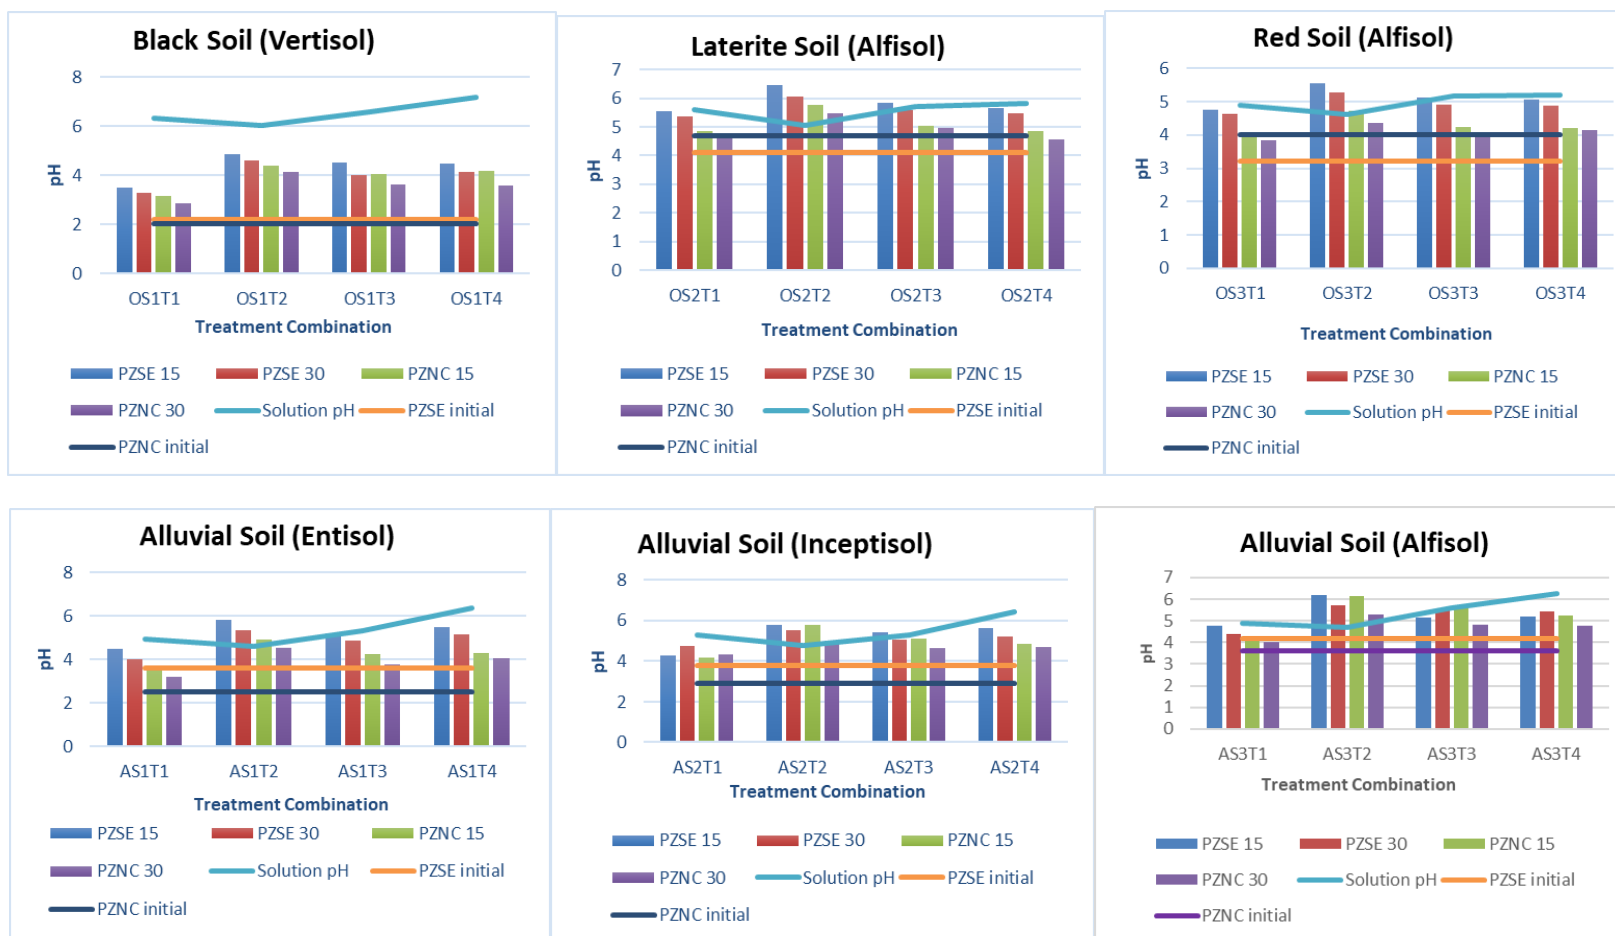 Black Soil (Vertisol)
8
6
4
2
0
pH
OS1T1 OS1T2 OS1T3 OS1T4
Treatment Combination
PZSE 15 PZSE 30 PZNC 15
PZNC 30 Solution pH PZSE initial
PZNC initial
Laterite Soil (Alfisol)
7
6
5
4
3
2
1
0
pH
OS2T1 OS2T2 OS2T3 OS2T4
Treatment Combination
PZSE 15 PZSE 30 PZNC 15
PZNC 30 Solution pH PZSE initial
PZNC initial
Red Soil (Alfisol)
6
5
4
3
2
1
0
pH
OS3T1 OS3T2 OS3T3 OS3T4
Treatment Combination
PZSE 15 PZSE 30 PZNC 15
PZNC 30 Solution pH PZSE initial
PZNC initial
Alluvial Soil (Entisol)
8
6
4
2
0
pH
AS1T1 AS1T2 AS1T3 AS1T4
Treatment Combination
PZSE 15 PZSE 30 PZNC 15
PZNC 30 Solution pH PZSE initial
PZNC initial
Alluvial Soil (Inceptisol)
8
6
4
2
0
pH
AS2T1 AS2T2 AS2T3 AS2T4
Treatment Combination
PZSE 15 PZSE 30 PZNC 15
PZNC 30 Solution pH PZSE initial
PZNC initial
Alluvial Soil (Alfisol)
7
6
5
4
3
2
1
0
pH
AS3T1 AS3T2 AS3T3 AS3T4
Treatment Combination
PZSE 15 PZSE 30 PZNC 15
PZNC 30 Solution pH PZSE initial
PZNC initial